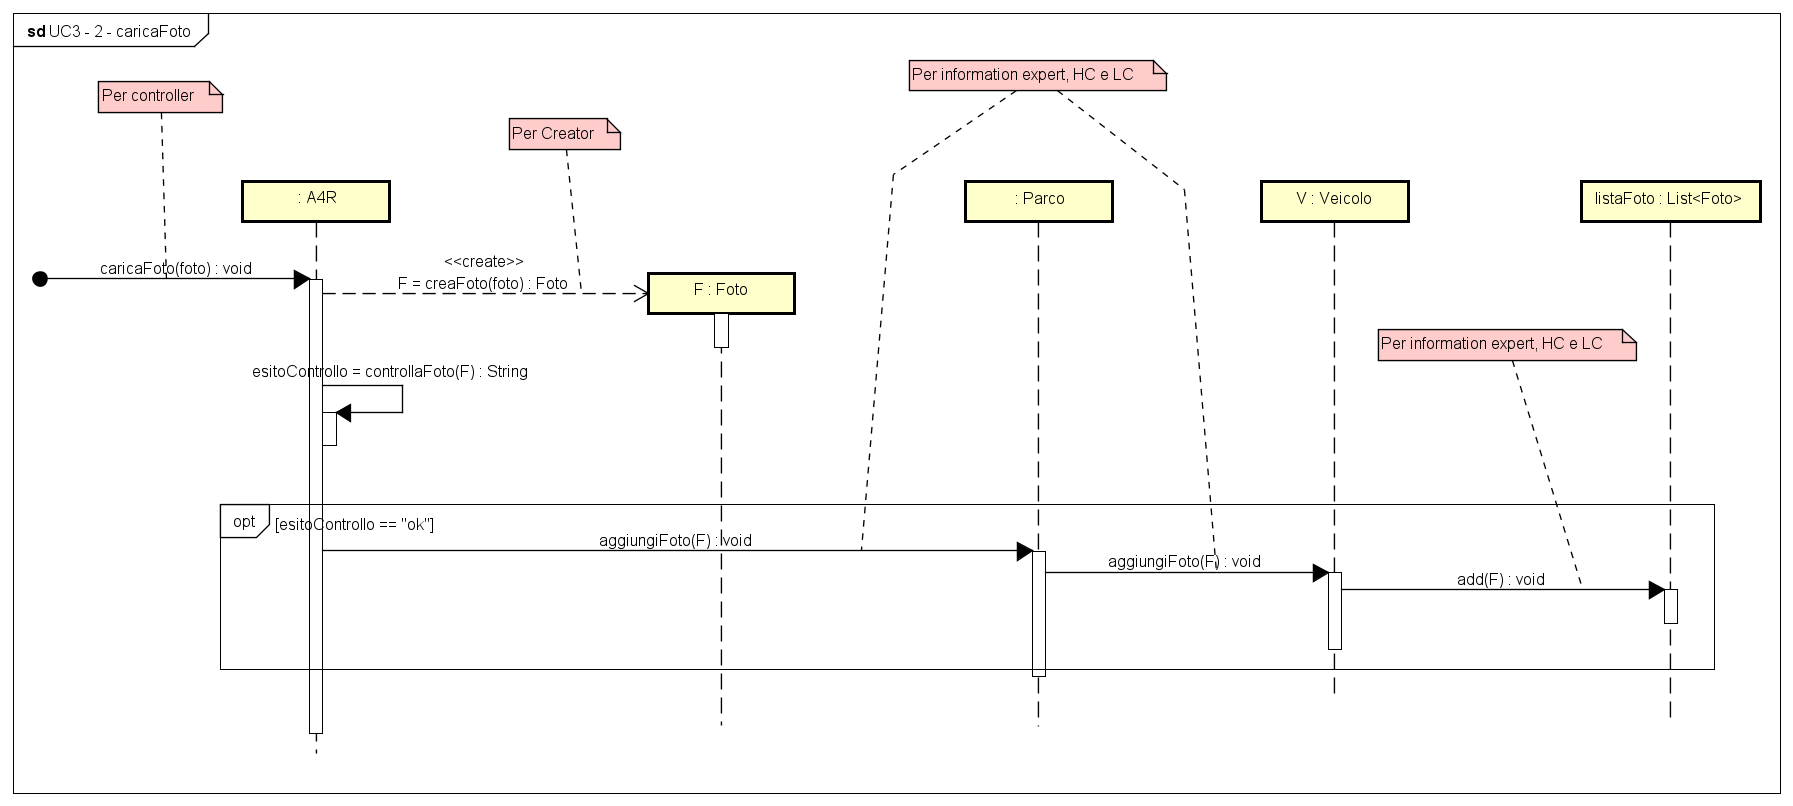 sd UC3 - 2 - caricaFoto
Per information expert, HC e LC
Per controller
Per Creator
: A4R
: Parco
V : Veicolo
listaFoto : List<Foto>
caricaFoto(foto) : void
<<create>>
F = creaFoto(foto) : Foto
F : Foto
Per information expert, HC e LC
esitoControllo = controllaFoto(F) : String
opt
[esitoControllo == "ok"]
aggiungiFoto(F) : void
aggiungiFoto(F) : void
add(F) : void